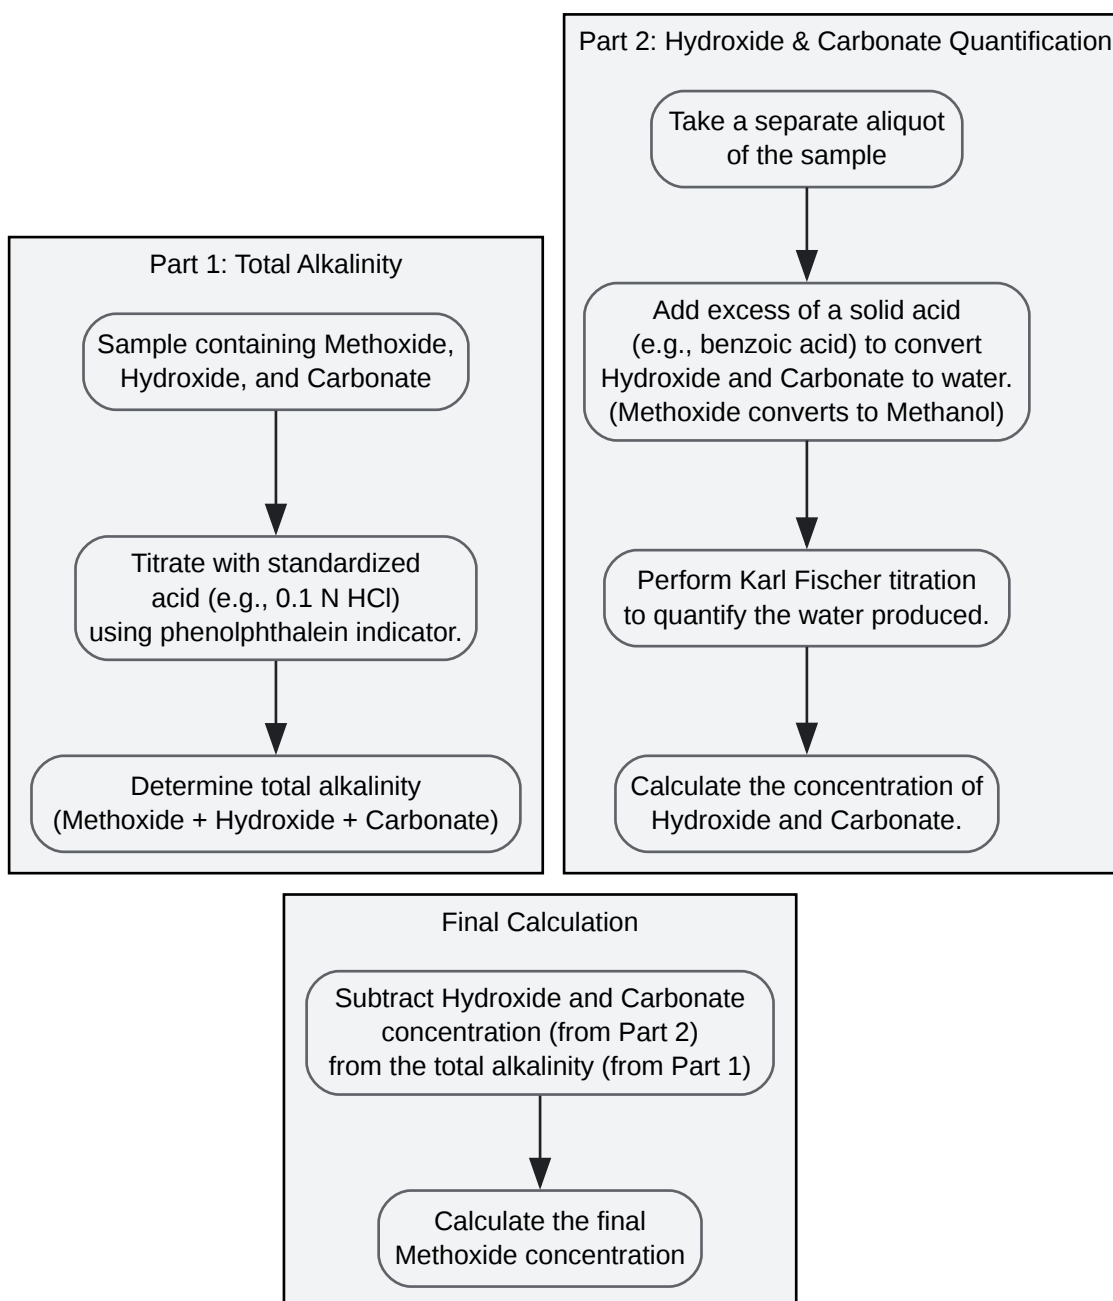 Part 1: Total Alkalinity
Sample containing Methoxide,
Hydroxide, and Carbonate
Titrate with standardized
acid (e.g., 0.1 N HCl)
using phenolphthalein indicator.
Determine total alkalinity
(Methoxide + Hydroxide + Carbonate)
Part 2: Hydroxide & Carbonate Quantification
Take a separate aliquot
of the sample
Add excess of a solid acid
(e.g., benzoic acid) to convert
Hydroxide and Carbonate to water.
(Methoxide converts to Methanol)
Perform Karl Fischer titration
to quantify the water produced.
Calculate the concentration of
Hydroxide and Carbonate.
Final Calculation
Subtract Hydroxide and Carbonate
concentration (from Part 2)
from the total alkalinity (from Part 1)
Calculate the final
Methoxide concentration